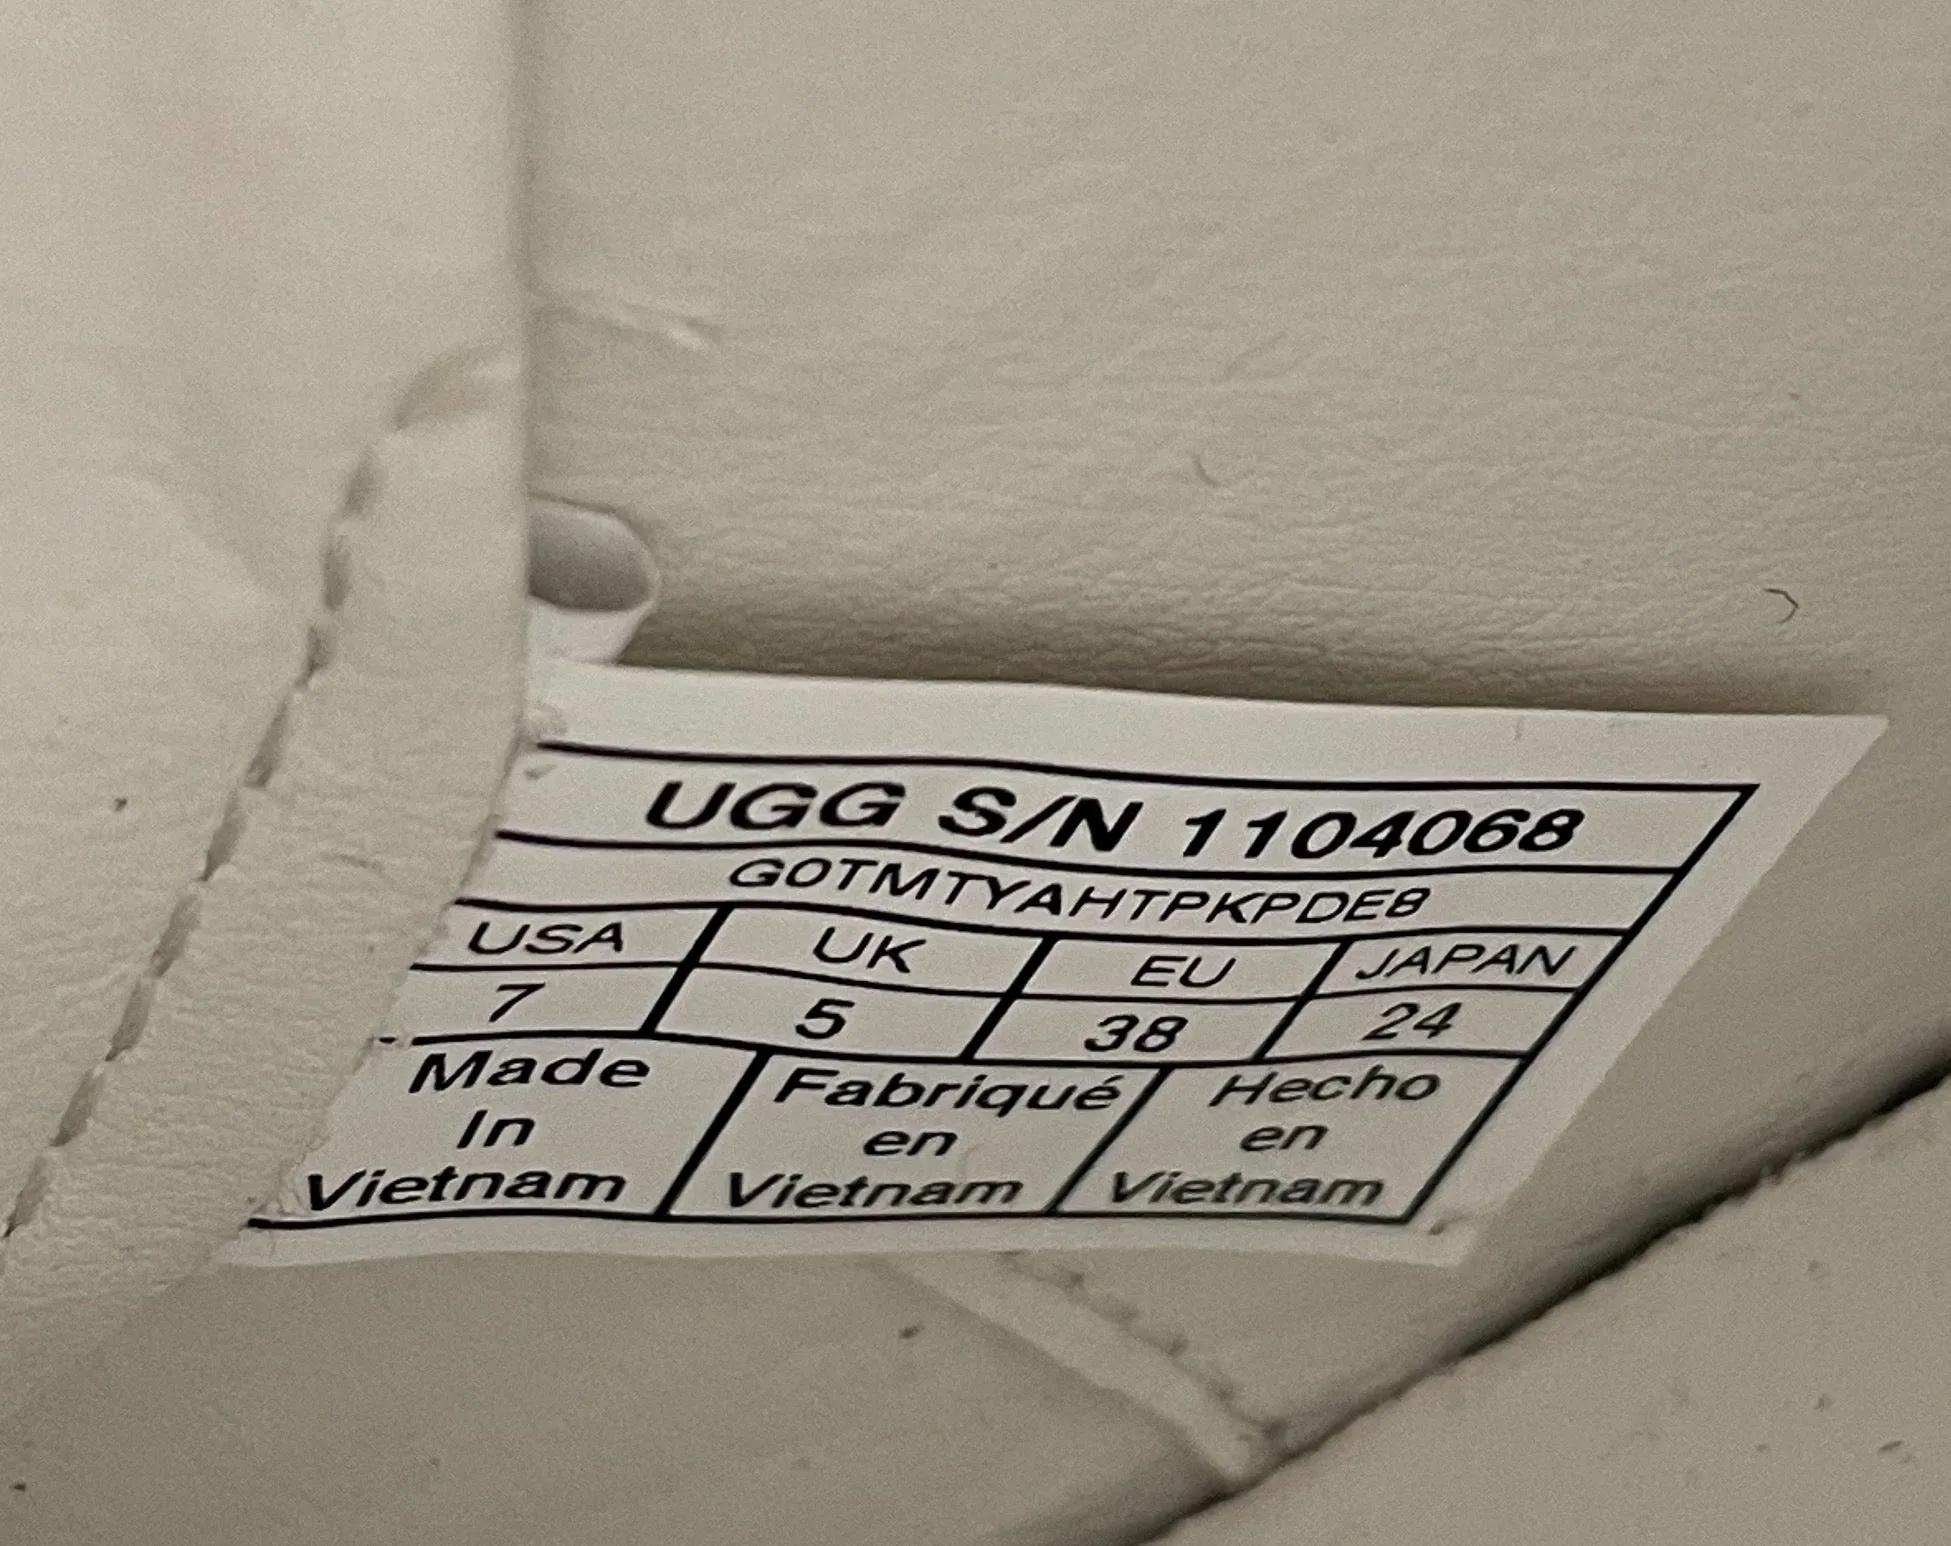 UGG S/N 1104068
GOTMTYAHTPKPDE8
USA UK EU JAPAN
7 5 38 24
Made Fabriqué Hecho
In en en
Vietnam Vietnam Vietnam